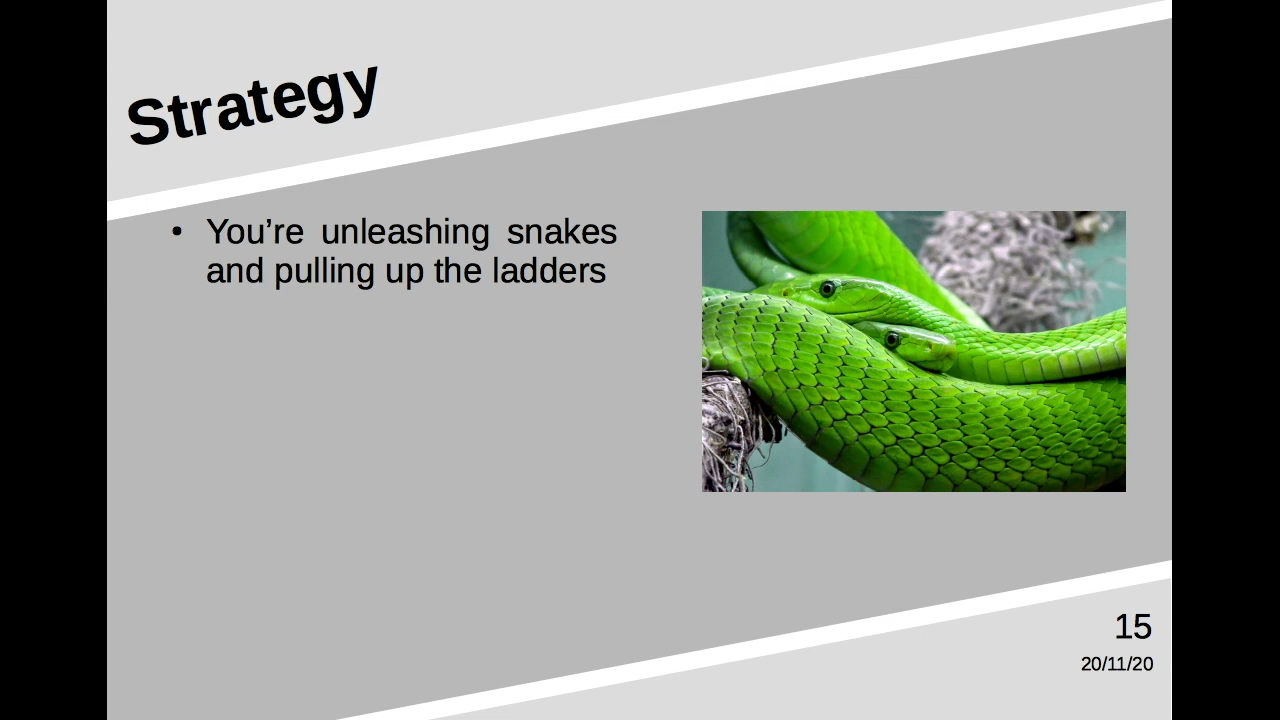 Strategy
• You’re unleashing snakes
and pulling up the ladders
15
20/11/20